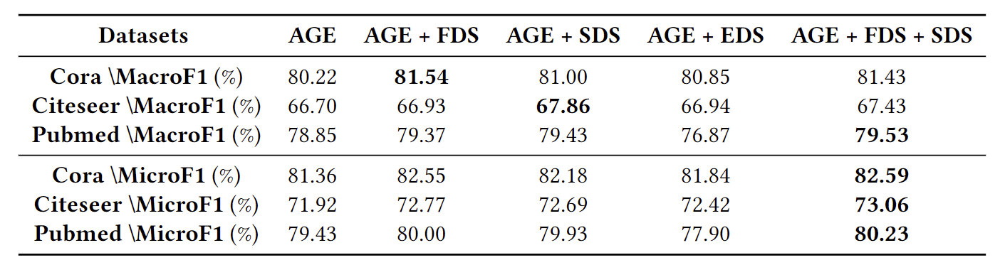 Datasets AGE AGE + FDS AGE + SDS AGE + EDS AGE + FDS + SDS
Cora \MacroF1 (%) 80.22 81.54 81.00 80.85 81.43
Citeseer \MacroF1 (%) 66.70 66.93 67.86 66.94 67.43
Pubmed \MacroF1 (%) 78.85 79.37 79.43 76.87 79.53
Cora \MicroF1 (%) 81.36 82.55 82.18 81.84 82.59
Citeseer \MicroF1 (%) 71.92 72.77 72.69 72.42 73.06
Pubmed \MicroF1 (%) 79.43 80.00 79.93 77.90 80.23